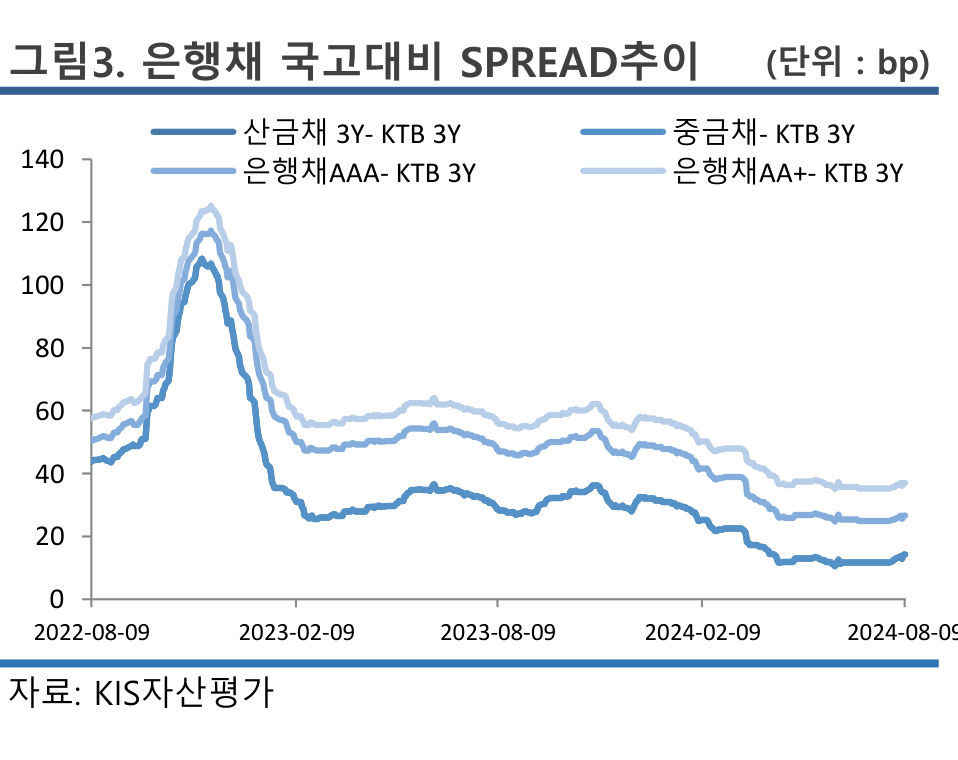 그림3. 은행채 국고대비 SPREAD추이 (단위 : bp)
산금채 3Y- KTB 3Y 중금채- KTB 3Y
은행채AAA- KTB 3Y 은행채AA+- KTB 3Y
140
120
100
80
60
40
20
0
2022-08-09 2023-02-09 2023-08-09 2024-02-09 2024-08-09
자료: KIS자산평가